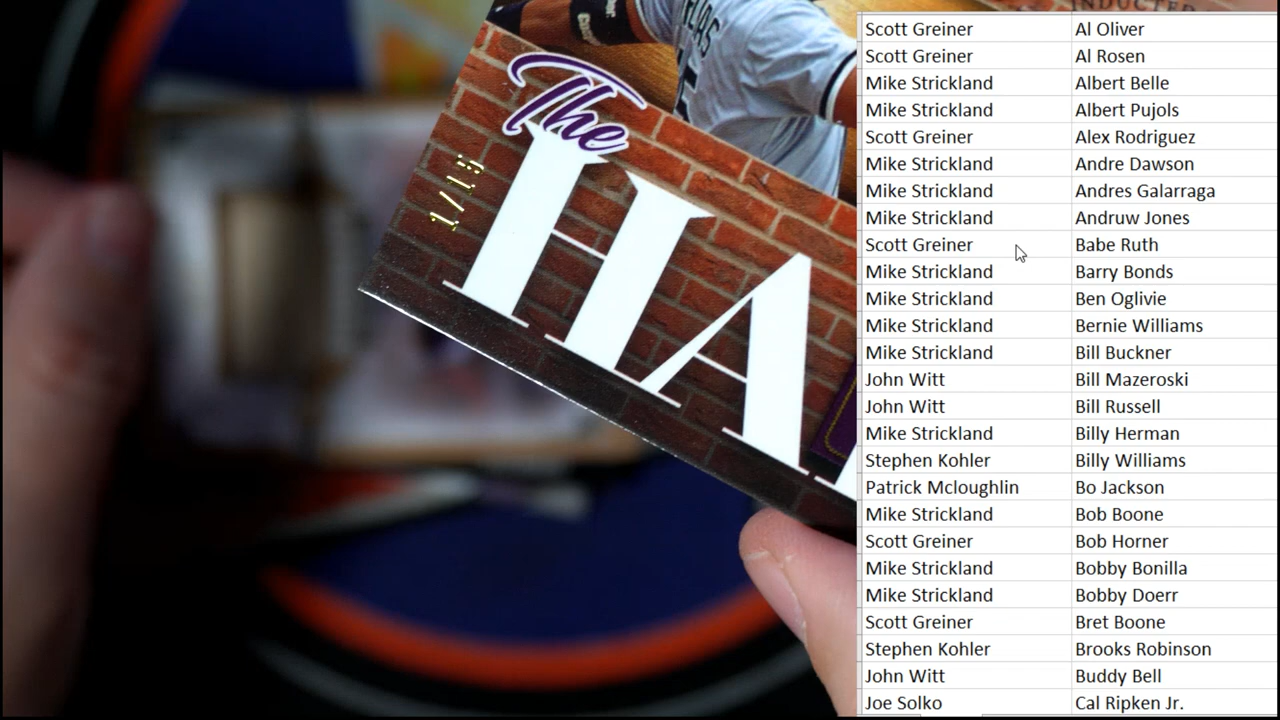 INDUCTED
The
HA
1/15
Scott Greiner Al Oliver
Scott Greiner Al Rosen
Mike Strickland Albert Belle
Mike Strickland Albert Pujols
Scott Greiner Alex Rodriguez
Mike Strickland Andre Dawson
Mike Strickland Andres Galarraga
Mike Strickland Andruw Jones
Scott Greiner Babe Ruth
Mike Strickland Barry Bonds
Mike Strickland Ben Oglivie
Mike Strickland Bernie Williams
Mike Strickland Bill Buckner
John Witt Bill Mazeroski
John Witt Bill Russell
Mike Strickland Billy Herman
Stephen Kohler Billy Williams
Patrick Mcloughlin Bo Jackson
Mike Strickland Bob Boone
Scott Greiner Bob Horner
Mike Strickland Bobby Bonilla
Mike Strickland Bobby Doerr
Scott Greiner Bret Boone
Stephen Kohler Brooks Robinson
John Witt Buddy Bell
Joe Solko Cal Ripken Jr.